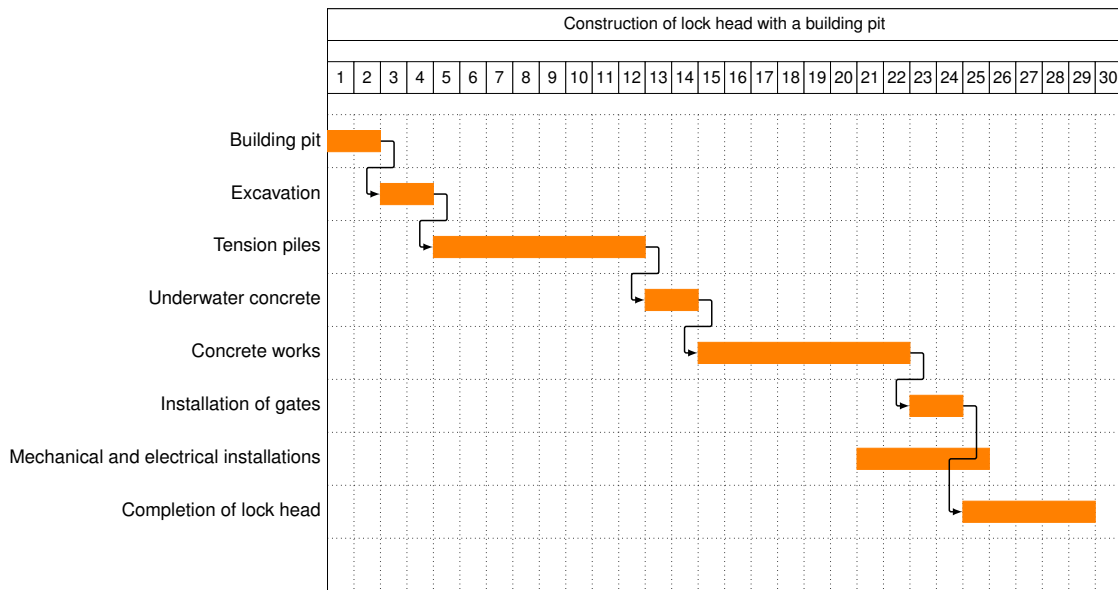 Construction of lock head with a building pit
1 2 3 4 5 6 7 8 9 10 11 12 13 14 15 16 17 18 19 20 21 22 23 24 25 26 27 28 29 30
Building pit
Excavation
Tension piles
Underwater concrete
Concrete works
Installation of gates
Mechanical and electrical installations
Completion of lock head